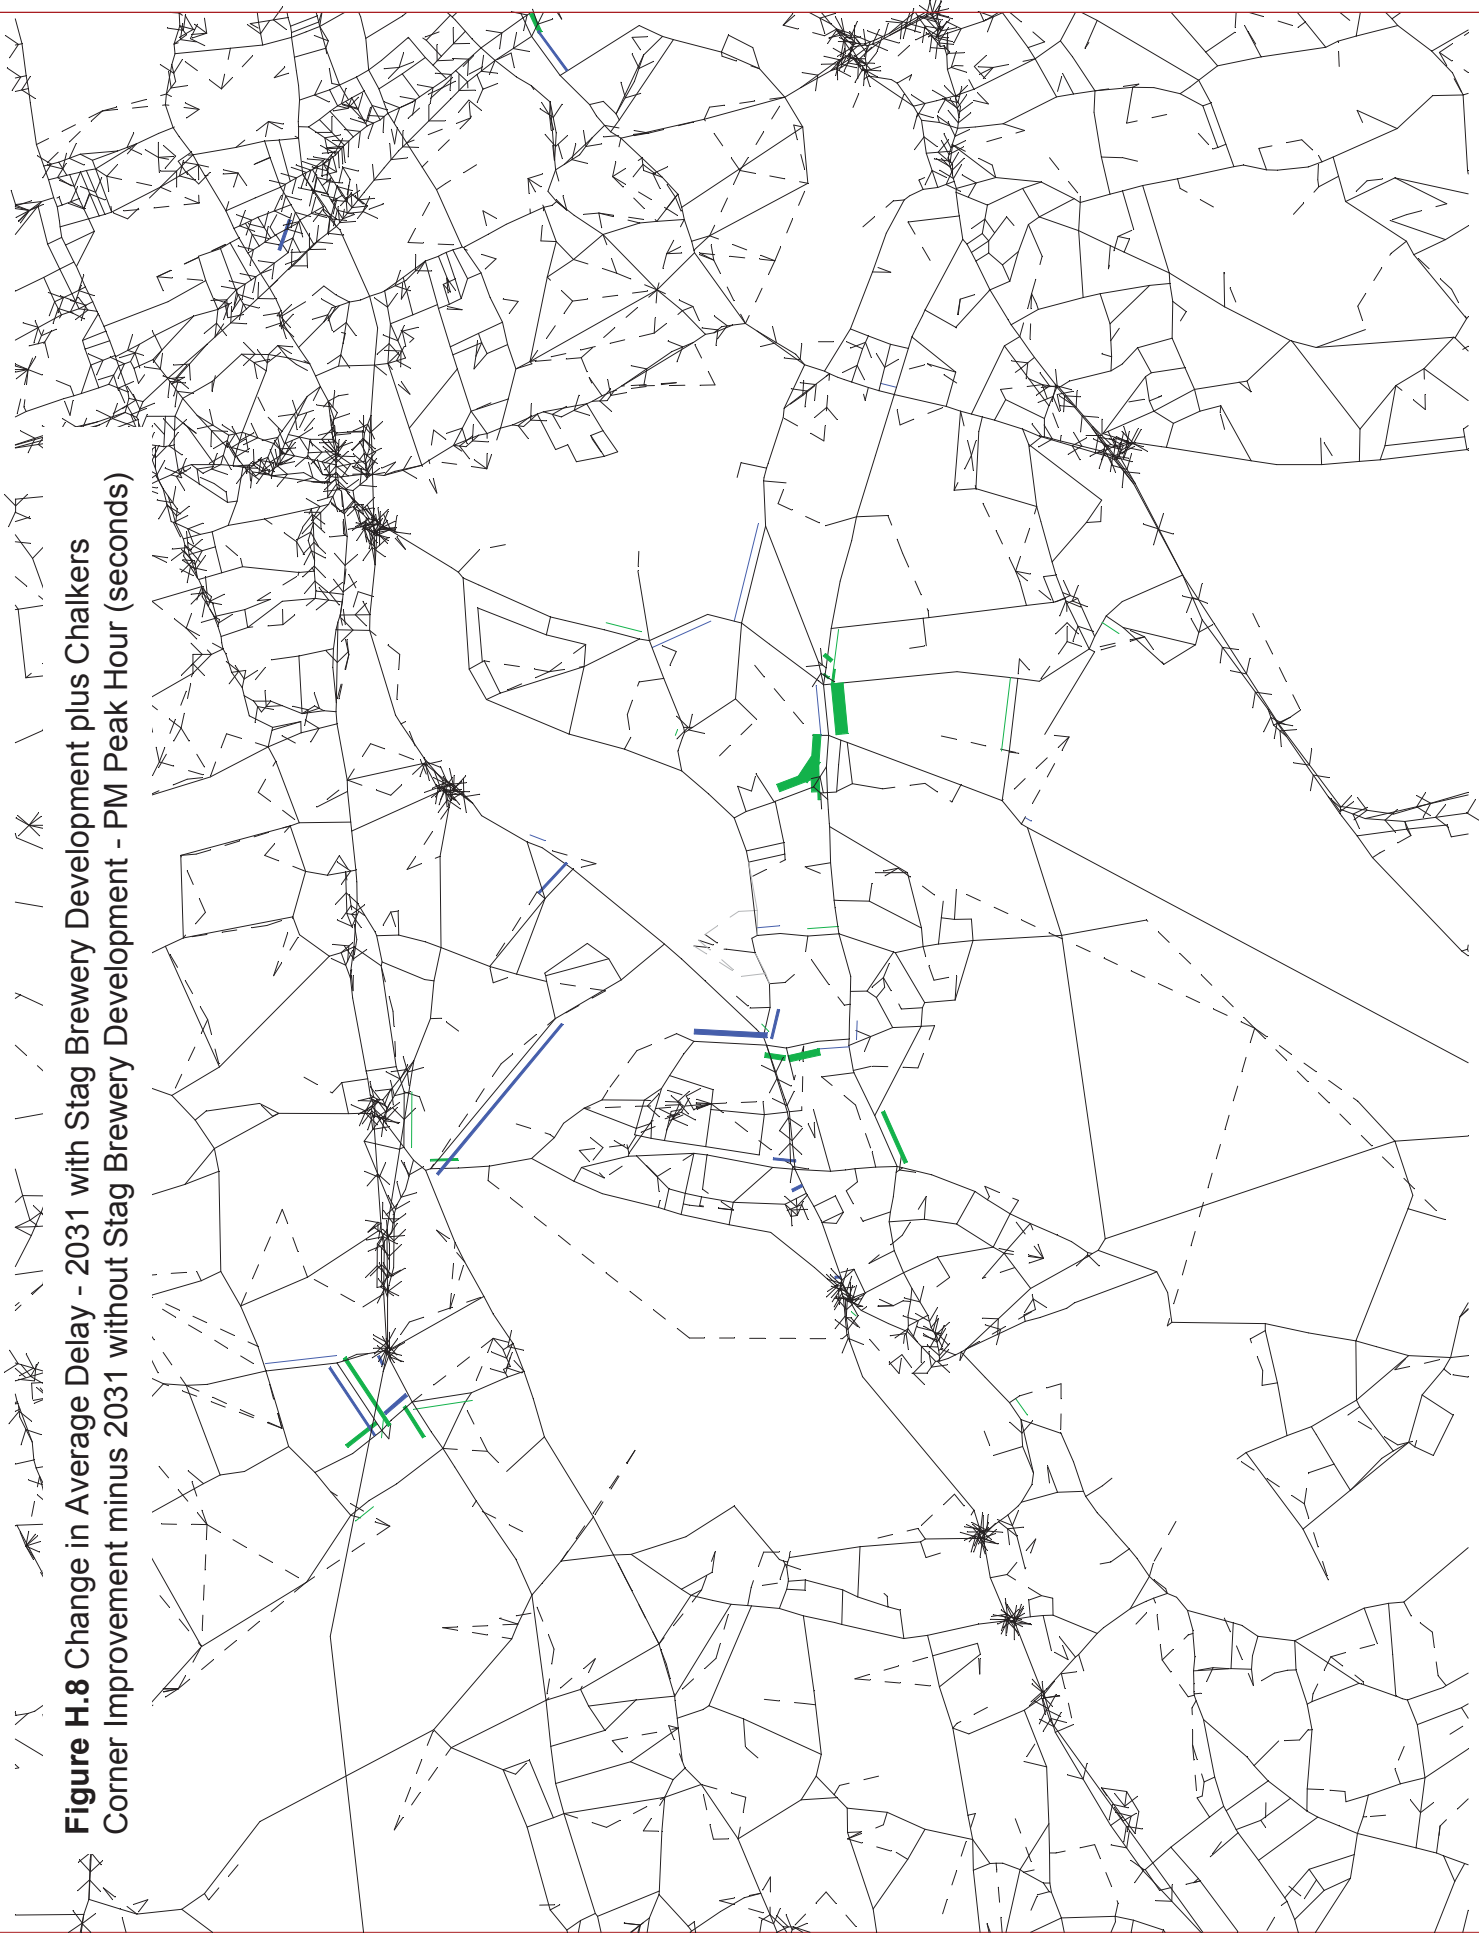 Figure H.8 Change in Average Delay - 2031 with Stag Brewery Development plus Chalkers
Corner Improvement minus 2031 without Stag Brewery Development - PM Peak Hour (seconds)